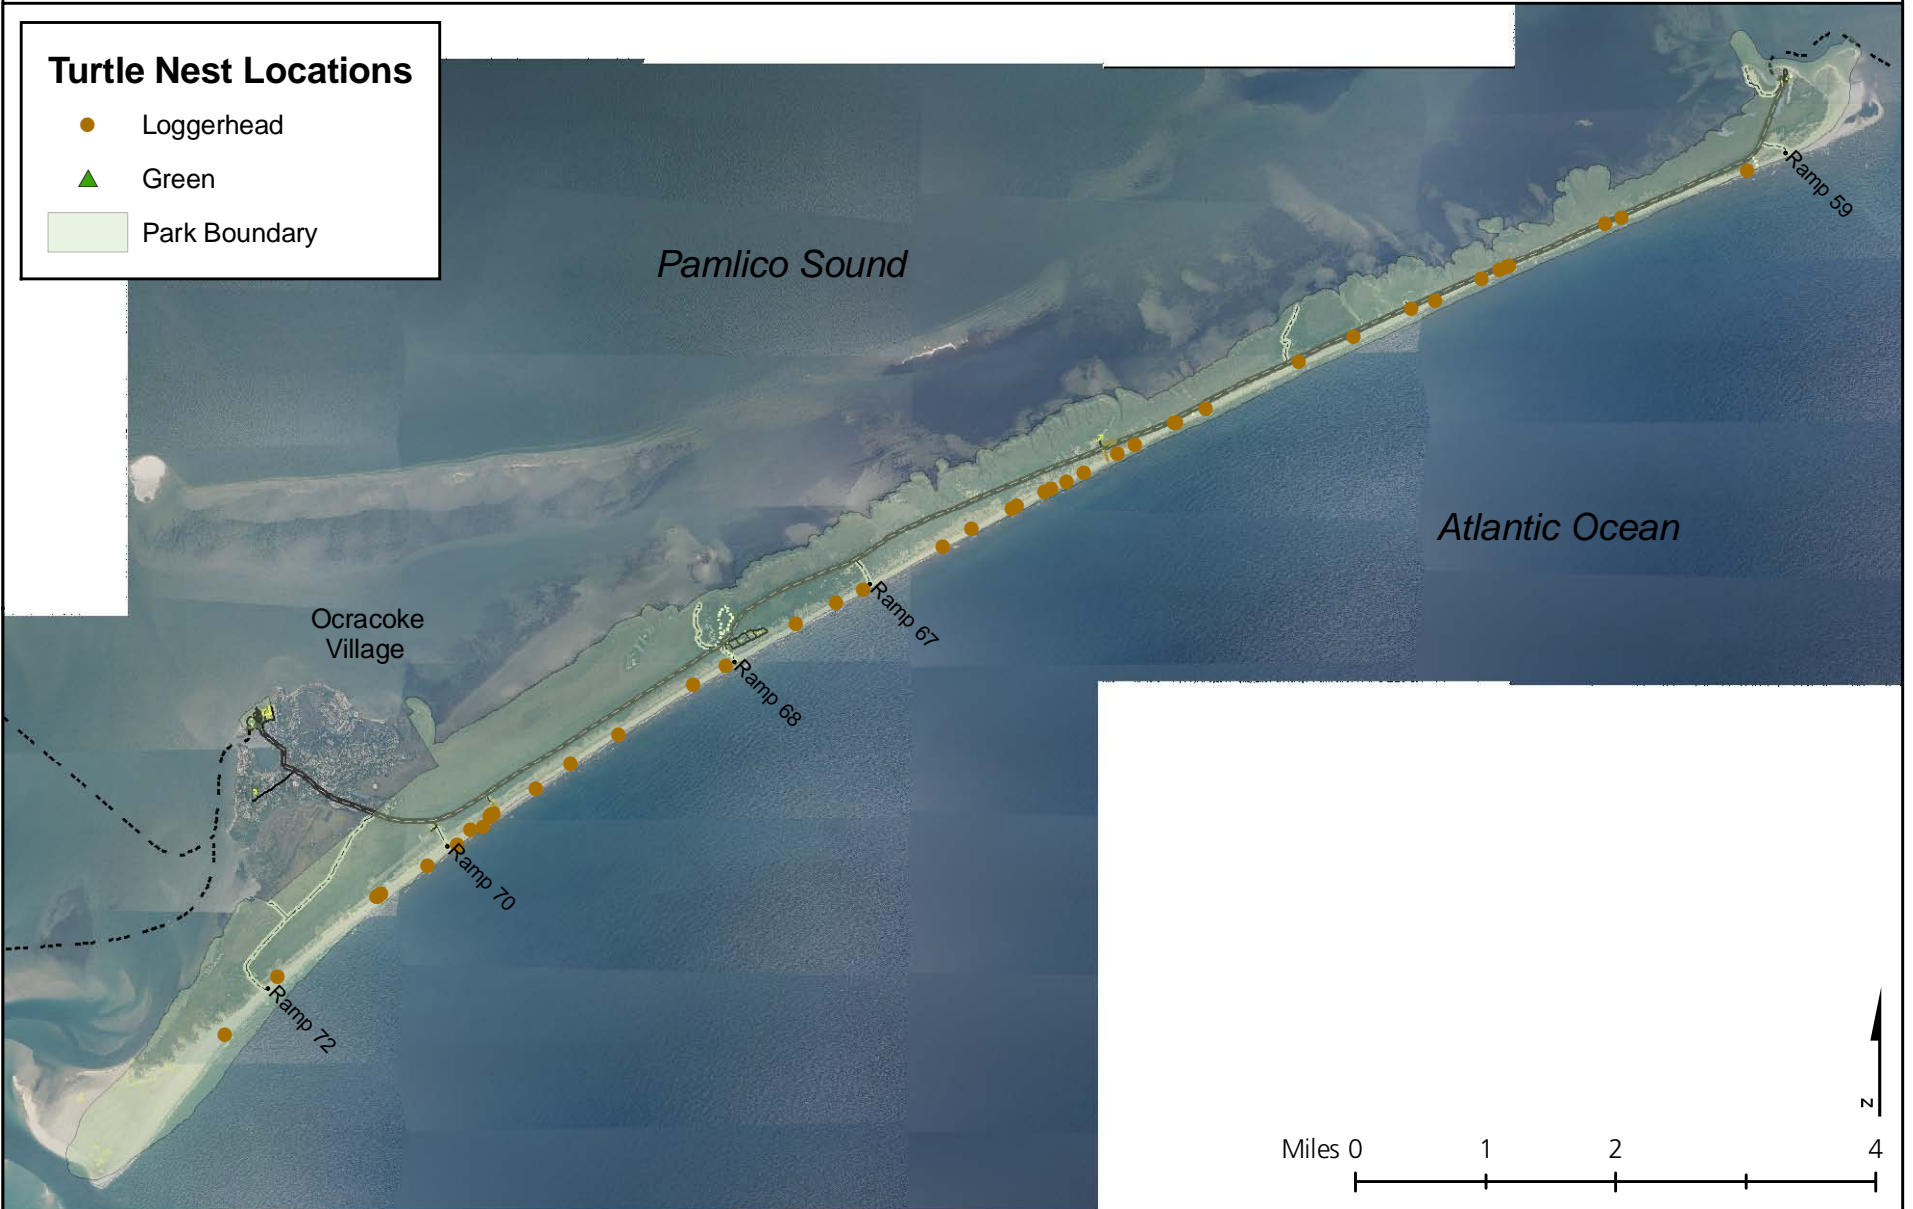 Turtle Nest Locations
Loggerhead
Green
Park Boundary
Pamlico Sound
Ramp 59
Atlantic Ocean
Ocracoke
Village
Ramp 67
Ramp 68
Ramp 70
Ramp 72
N
Miles 0 1 2 4